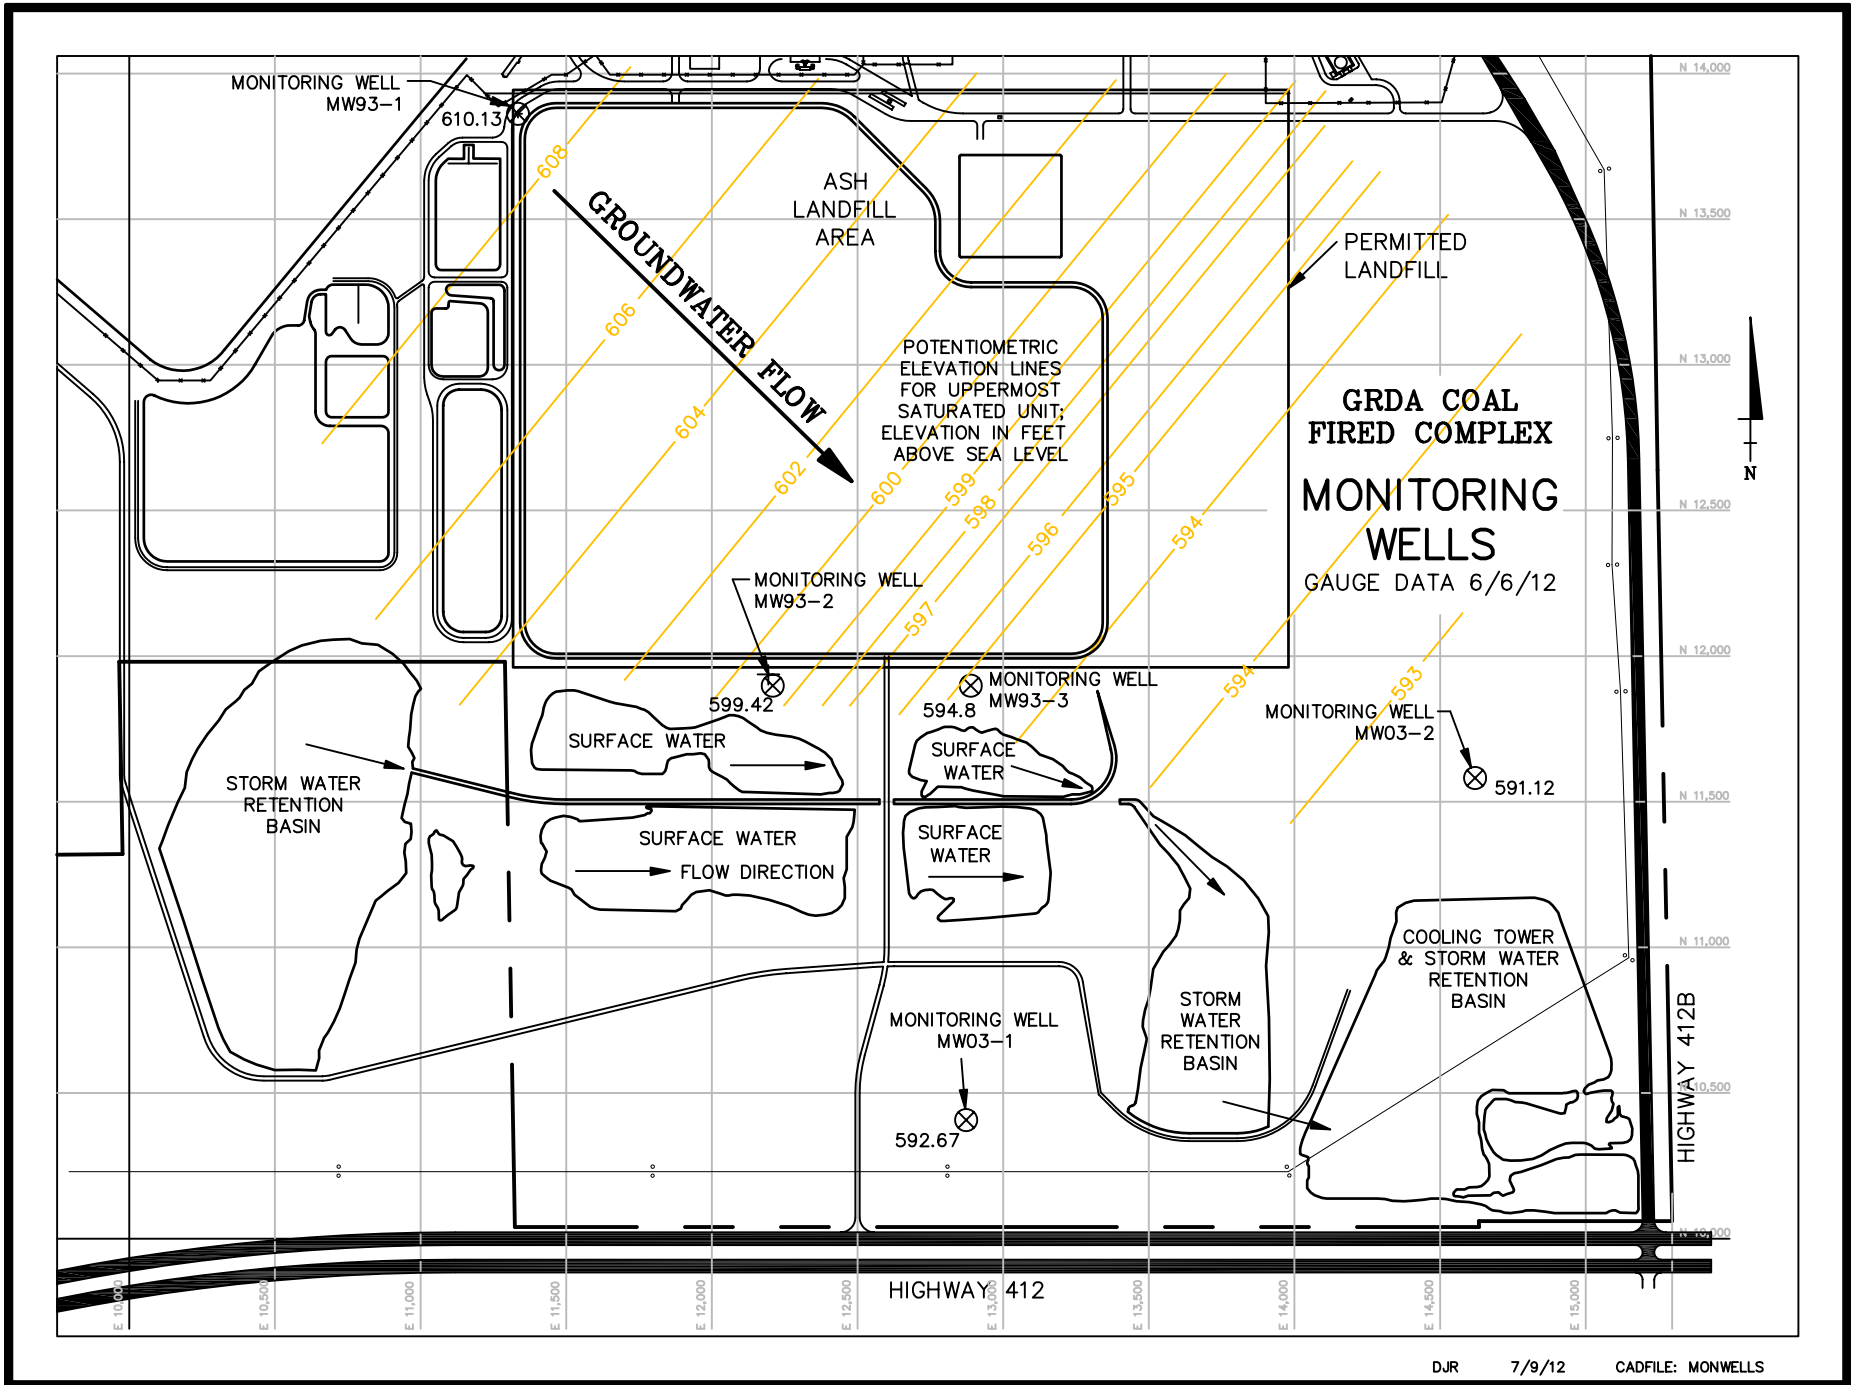 MONITORING WELL
MW93-1
610.13
N 14,000
608
ASH
LANDFILL
AREA
GROUNDWATER FLOW
N 13,500
PERMITTED
LANDFILL
606
POTENTIOMETRIC
ELEVATION LINES
FOR UPPERMOST
SATURATED UNIT;
ELEVATION IN FEET
ABOVE SEA LEVEL
N 13,000
GRDA COAL
FIRED COMPLEX
604
602
600
599
598
597
596
595
594
MONITORING
WELLS
GAUGE DATA 6/6/12
N
N 12,500
MONITORING WELL
MW93-2
599.42
N 12,000
MONITORING WELL
MW93-3
594.8
594
593
MONITORING WELL
MW03-2
591.12
SURFACE WATER
SURFACE
WATER
STORM WATER
RETENTION
BASIN
N 11,500
SURFACE WATER
FLOW DIRECTION
SURFACE
WATER
COOLING TOWER
& STORM WATER
RETENTION
BASIN
N 11,000
STORM
WATER
RETENTION
BASIN
MONITORING WELL
MW03-1
592.67
HIGHWAY 412B
N 10,500
N 10,000
HIGHWAY 412
E 10,000
E 10,500
E 11,000
E 11,500
E 12,000
E 12,500
E 13,000
E 13,500
E 14,000
E 14,500
E 15,000
DJR 7/9/12 CADFILE: MONWELLS